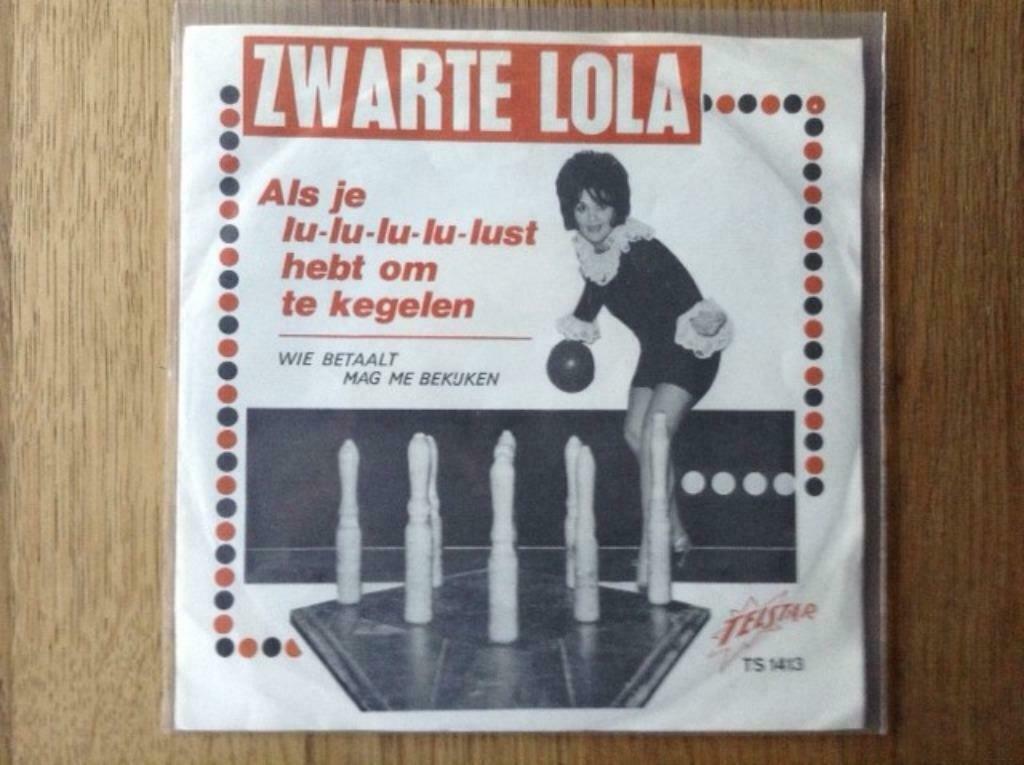 ZWARTE LOLA
Als je
lu-lu-lu-lu-lust
hebt om
te kegelen
WIE BETAALT
MAG ME BEKIJKEN
TELSTAR
TS 1413